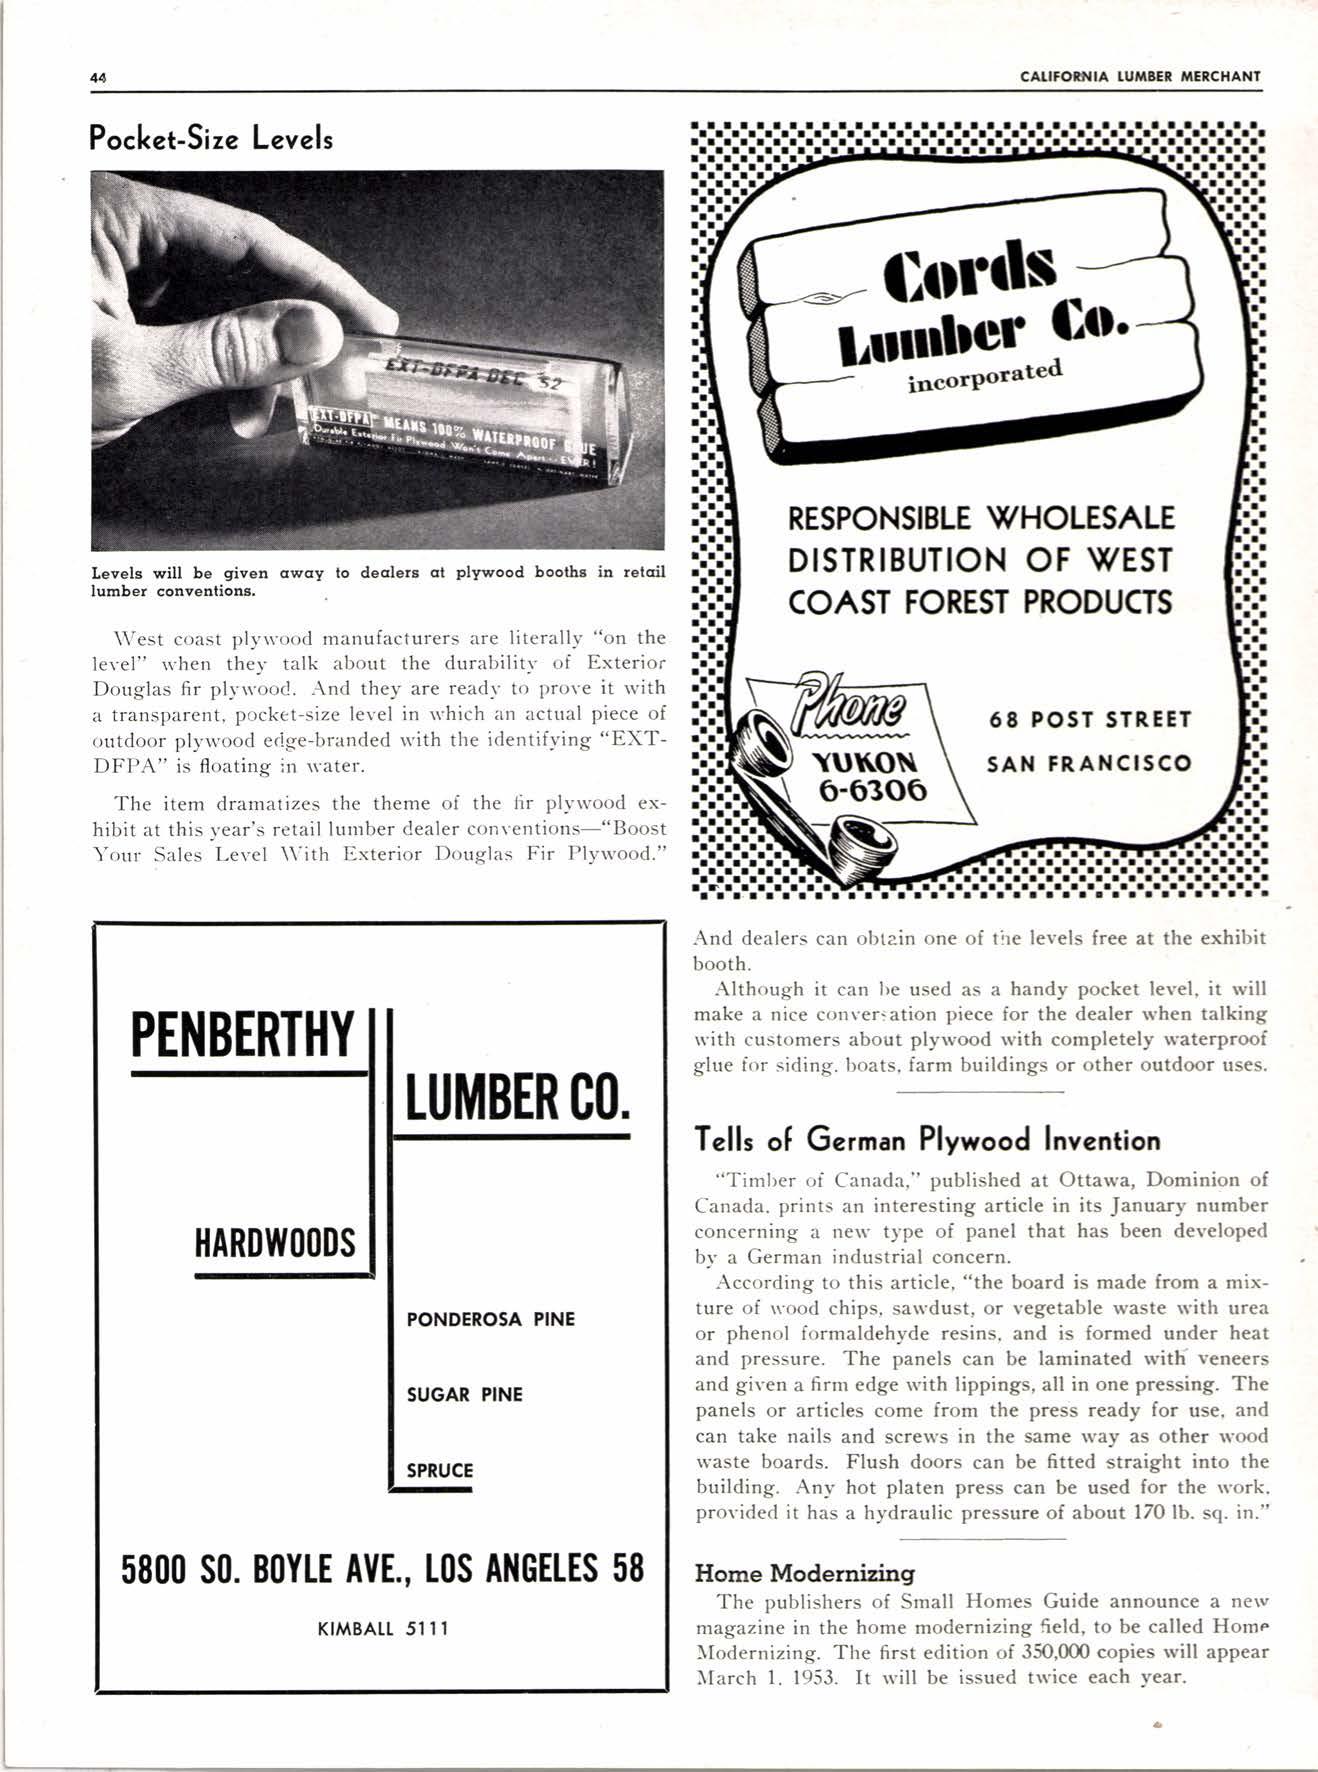 44
CALIFORNIA LUMBER MERCHANT
Pocket-Size Levels
EXT-DFPA DEC '52
EXT-DFPA MEANS 100% WATERPROOF GLUE
Durable Exterior Fir Plywood Won't Come Apart - EVER!
Levels will be given away to dealers at plywood booths in retail
lumber conventions.
West coast plywood manufacturers are literally "on the
level" when they talk about the durability of Exterior
Douglas fir plywood. And they are ready to prove it with
a transparent, pocket-size level in which an actual piece of
outdoor plywood edge-branded with the identifying "EXT-
DFPA" is floating in water.
The item dramatizes the theme of the fir plywood ex-
hibit at this year's retail lumber dealer conventions—"Boost
Your Sales Level With Exterior Douglas Fir Plywood."
PENBERTHY
LUMBER CO.
HARDWOODS
PONDEROSA PINE
SUGAR PINE
SPRUCE
5800 SO. BOYLE AVE., LOS ANGELES 58
KIMBALL 5111
Cords
Lumber Co.
incorporated
RESPONSIBLE WHOLESALE
DISTRIBUTION OF WEST
COAST FOREST PRODUCTS
Phone
YUKON
6-6306
68 POST STREET
SAN FRANCISCO
And dealers can obtain one of the levels free at the exhibit
booth.
Although it can be used as a handy pocket level, it will
make a nice conversation piece for the dealer when talking
with customers about plywood with completely waterproof
glue for siding, boats, farm buildings or other outdoor uses.
Tells of German Plywood Invention
"Timber of Canada," published at Ottawa, Dominion of
Canada, prints an interesting article in its January number
concerning a new type of panel that has been developed
by a German industrial concern.
According to this article, "the board is made from a mix-
ture of wood chips, sawdust, or vegetable waste with urea
or phenol formaldehyde resins, and is formed under heat
and pressure. The panels can be laminated with veneers
and given a firm edge with lippings, all in one pressing. The
panels or articles come from the press ready for use, and
can take nails and screws in the same way as other wood
waste boards. Flush doors can be fitted straight into the
building. Any hot platen press can be used for the work,
provided it has a hydraulic pressure of about 170 lb. sq. in."
Home Modernizing
The publishers of Small Homes Guide announce a new
magazine in the home modernizing field, to be called Home
Modernizing. The first edition of 350,000 copies will appear
March 1, 1953. It will be issued twice each year.